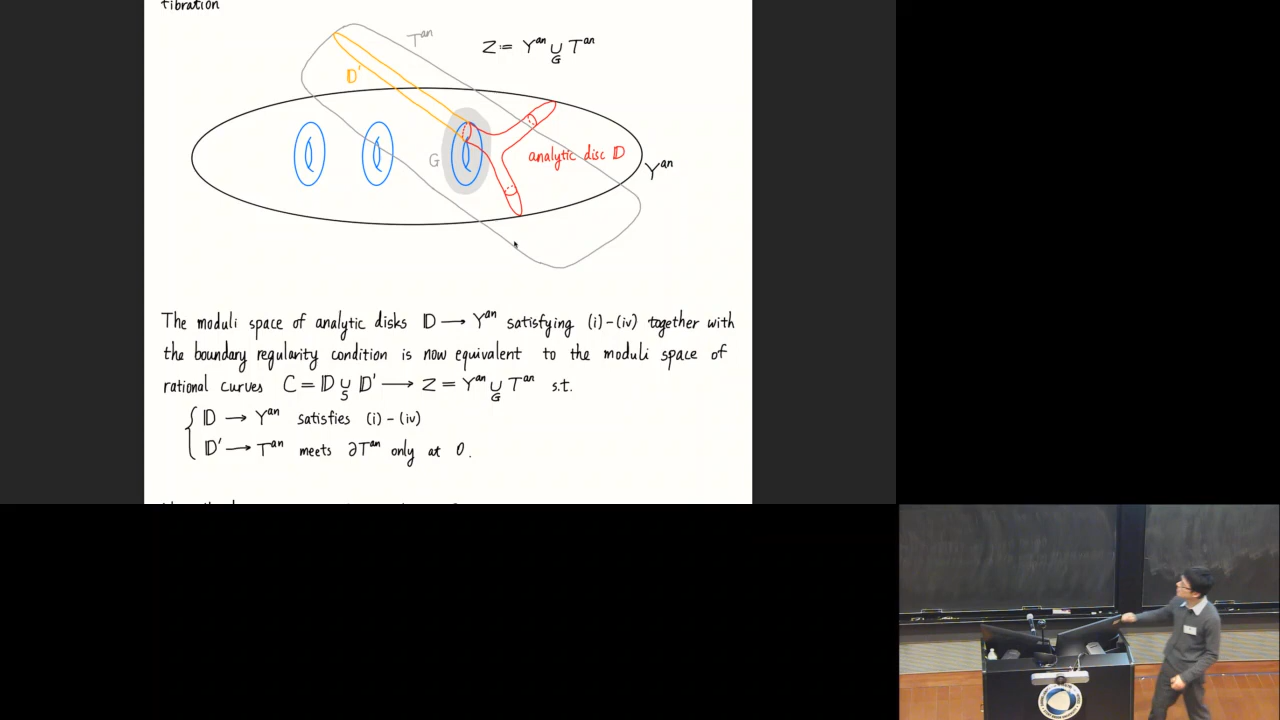 fibration
T^an
Z := Y^an ∪_G T^an
D'
G
analytic disc 𝔻
Y^an
The moduli space of analytic disks 𝔻 → Y^an satisfying (i)-(iv) together with
the boundary regularity condition is now equivalent to the moduli space of
rational curves C = 𝔻 ∪_S 𝔻' → Z = Y^an ∪_G T^an s.t.
{ 𝔻 → Y^an satisfies (i)-(iv)
𝔻' → T^an meets ∂T^an only at 0.